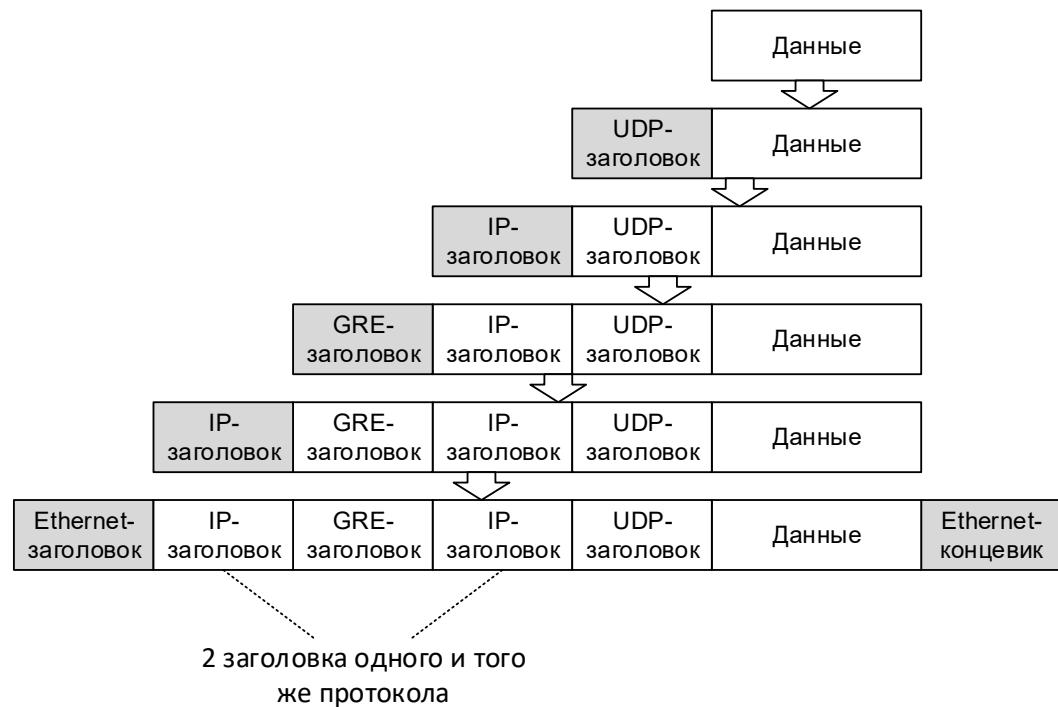 Данные
UDP-
заголовок
Данные
IP-
заголовок
UDP-
заголовок
Данные
GRE-
заголовок
IP-
заголовок
UDP-
заголовок
Данные
IP-
заголовок
GRE-
заголовок
IP-
заголовок
UDP-
заголовок
Данные
Ethernet-
заголовок
IP-
заголовок
GRE-
заголовок
IP-
заголовок
UDP-
заголовок
Данные
Ethernet-
концевик
2 заголовка одного и того
же протокола